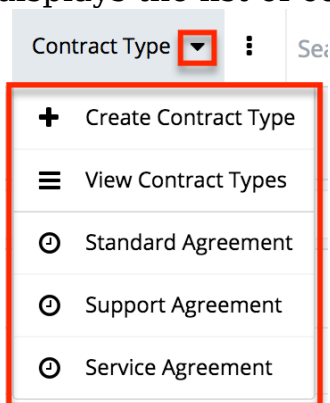 displays the list of co
Contract Type
Sea
Create Contract Type
View Contract Types
Standard Agreement
Support Agreement
Service Agreement